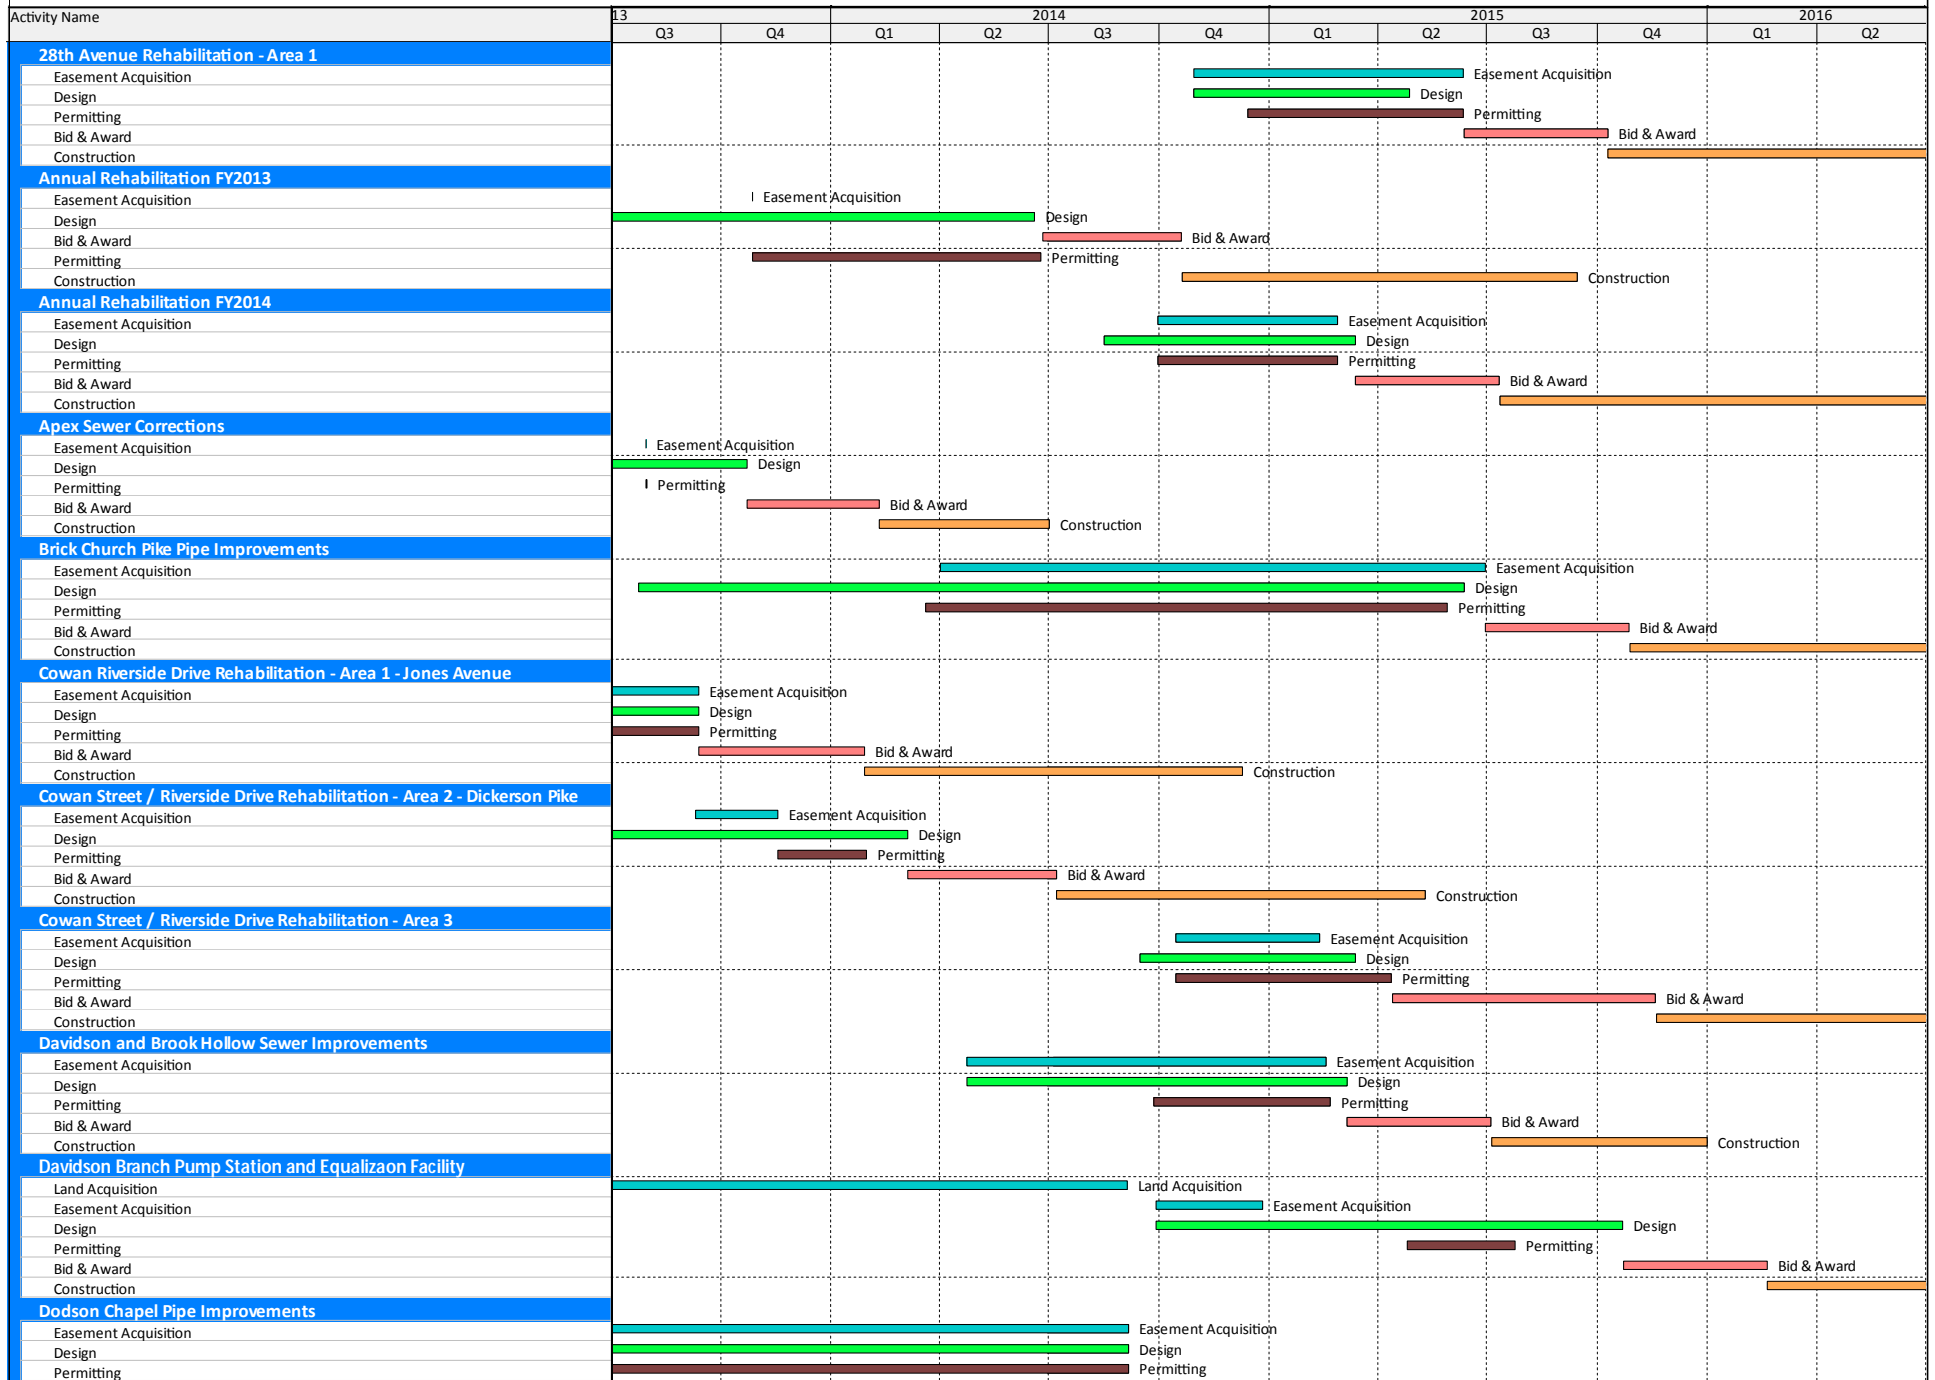 Activity Name 13 2014 2015 2016
Q3 Q4 Q1 Q2 Q3 Q4 Q1 Q2 Q3 Q4 Q1 Q2
28th Avenue Rehabilitation - Area 1
Easement Acquisition Easement Acquisition
Design Design
Permitting Permitting
Bid & Award Bid & Award
Construction
Annual Rehabilitation FY2013
Easement Acquisition Easement Acquisition
Design Design
Bid & Award Bid & Award
Permitting Permitting
Construction Construction
Annual Rehabilitation FY2014
Easement Acquisition Easement Acquisition
Design Design
Permitting Permitting
Bid & Award Bid & Award
Construction
Apex Sewer Corrections
Easement Acquisition Easement Acquisition
Design Design
Permitting Permitting
Bid & Award Bid & Award
Construction Construction
Brick Church Pike Pipe Improvements
Easement Acquisition Easement Acquisition
Design Design
Permitting Permitting
Bid & Award Bid & Award
Construction
Cowan Riverside Drive Rehabilitation - Area 1 - Jones Avenue
Easement Acquisition Easement Acquisition
Design Design
Permitting Permitting
Bid & Award Bid & Award
Construction Construction
Cowan Street / Riverside Drive Rehabilitation - Area 2 - Dickerson Pike
Easement Acquisition Easement Acquisition
Design Design
Permitting Permitting
Bid & Award Bid & Award
Construction Construction
Cowan Street / Riverside Drive Rehabilitation - Area 3
Easement Acquisition Easement Acquisition
Design Design
Permitting Permitting
Bid & Award Bid & Award
Construction
Davidson and Brook Hollow Sewer Improvements
Easement Acquisition Easement Acquisition
Design Design
Permitting Permitting
Bid & Award Bid & Award
Construction Construction
Davidson Branch Pump Station and Equalizaon Facility
Land Acquisition Land Acquisition
Easement Acquisition Easement Acquisition
Design Design
Permitting Permitting
Bid & Award Bid & Award
Construction
Dodson Chapel Pipe Improvements
Easement Acquisition Easement Acquisition
Design Design
Permitting Permitting